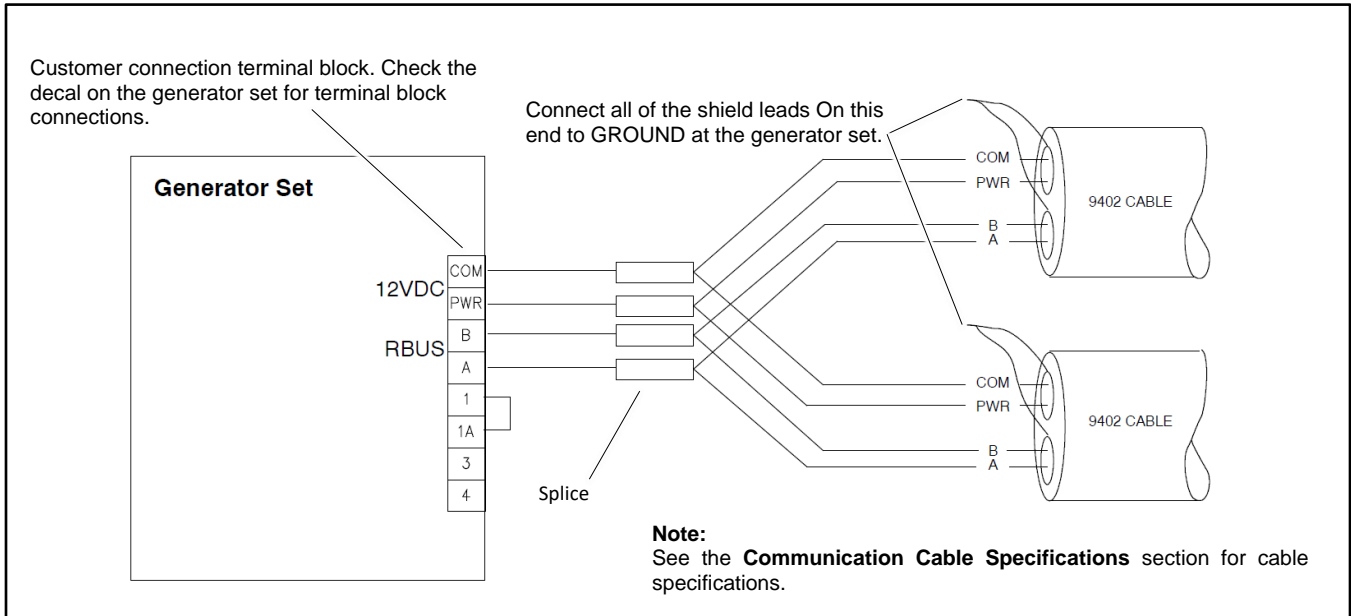 Customer connection terminal block. Check the
decal on the generator set for terminal block
connections.
Connect all of the shield leads On this
end to GROUND at the generator set.
Generator Set
12VDC
RBUS
COM
PWR
B
A
1
1A
3
4
Splice
COM
PWR
B
A
9402 CABLE
COM
PWR
B
A
9402 CABLE
Note:
See the Communication Cable Specifications section for cable
specifications.